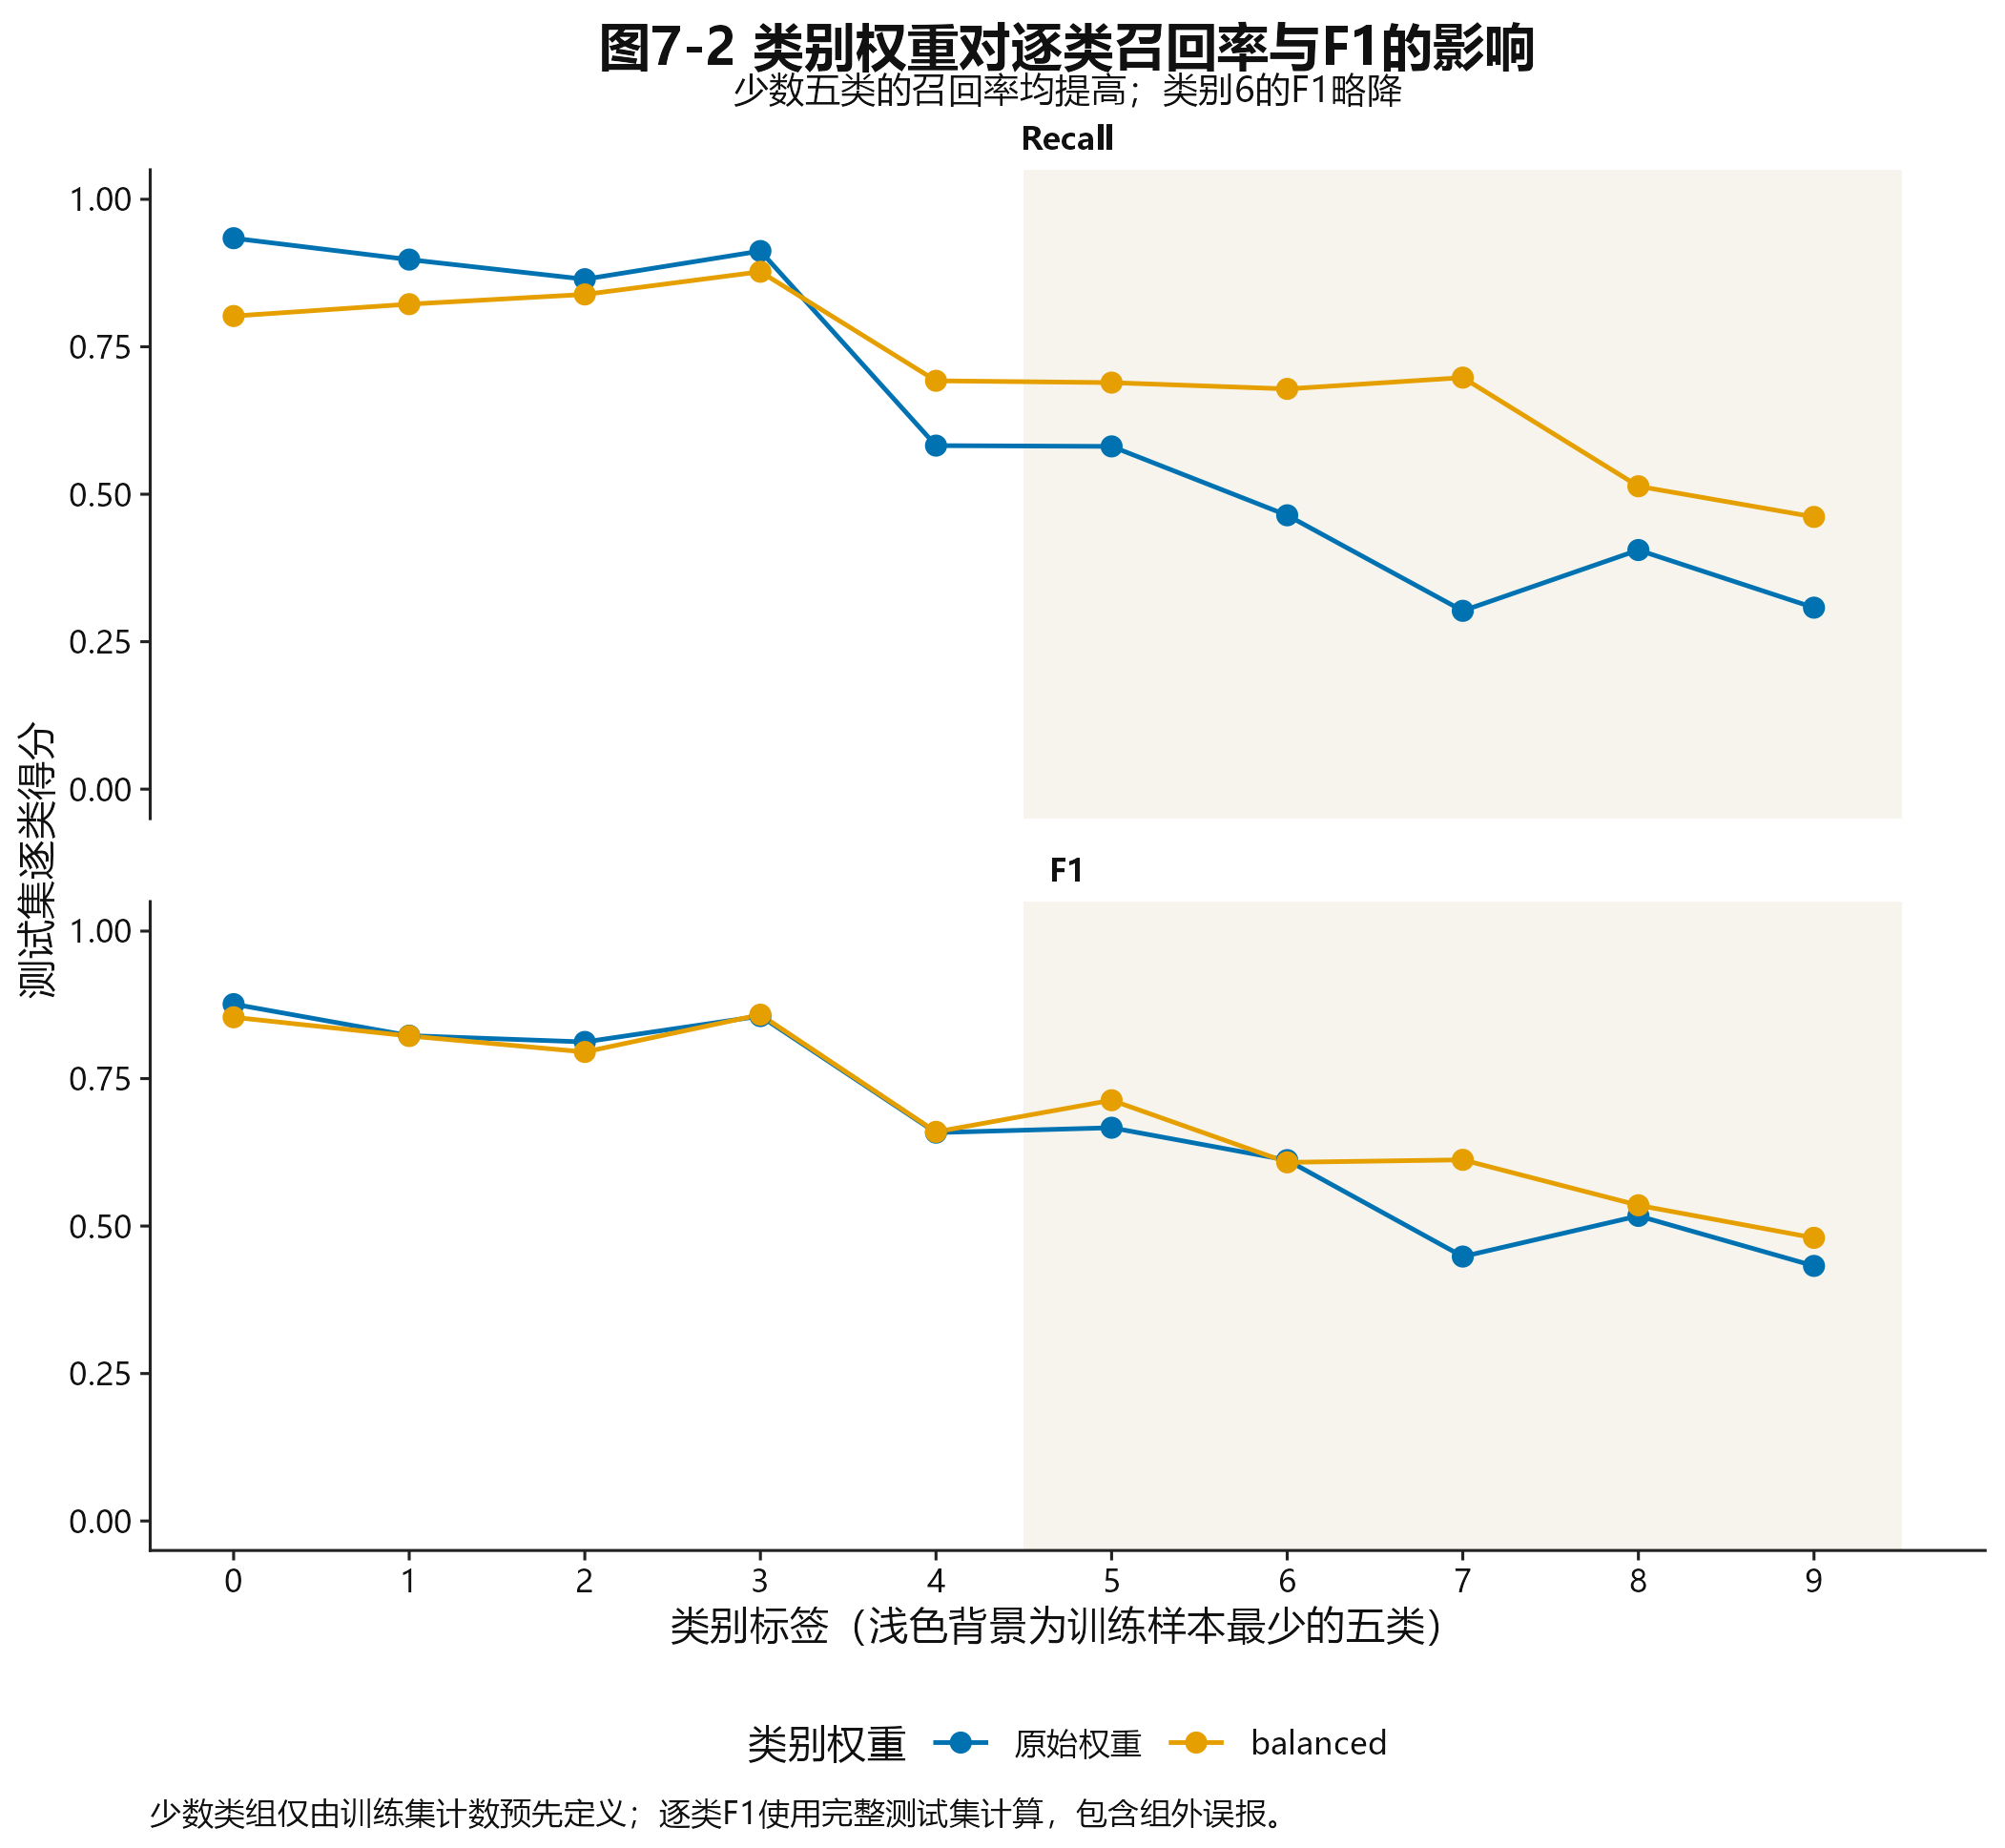 图7-2 类别权重对逐类召回率与F1的影响
少数五类的召回率均提高；类别6的F1略降
Recall
1.00
0.75
0.50
0.25
0.00
测试集逐类得分
F1
1.00
0.75
0.50
0.25
0.00
0 1 2 3 4 5 6 7 8 9
类别标签（浅色背景为训练样本最少的五类）
类别权重 原始权重 balanced
少数类组仅由训练集计数预先定义；逐类F1使用完整测试集计算，包含组外误报。